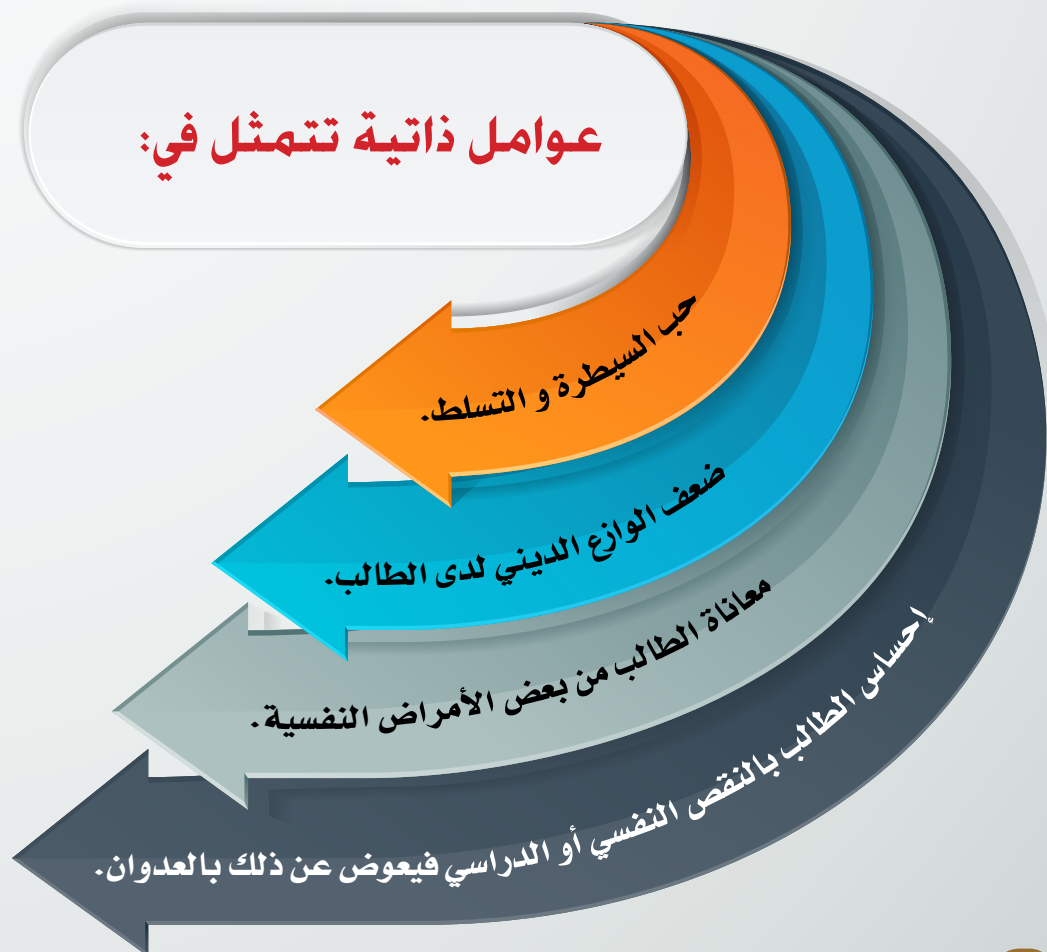 عوامل ذاتية تتمثل في:
حب السيطرة و التسلط.
ضعف الوازع الديني لدى الطالب.
معاناة الطالب من بعض الأمراض النفسية.
إحساس الطالب بالنقص النفسي أو الدراسي فيعوض عن ذلك بالعدوان.